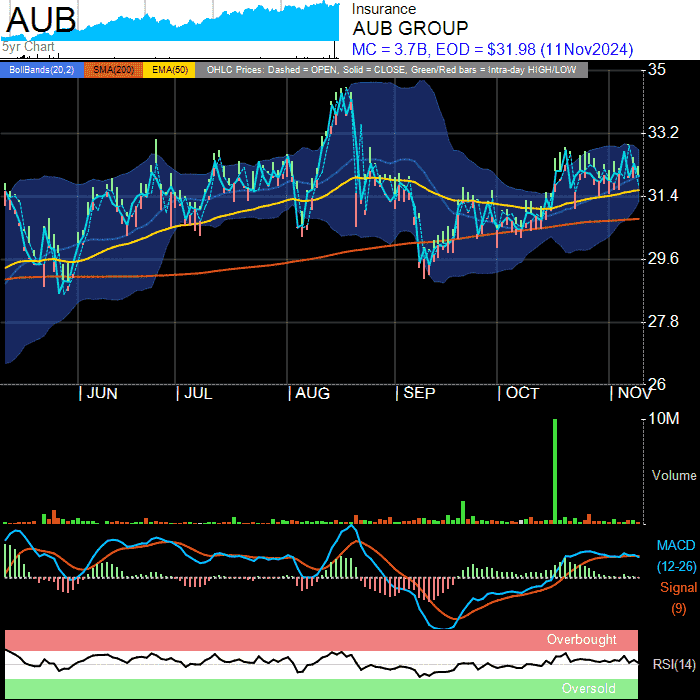 AUB
5yr Chart
Insurance
AUB GROUP
MC = 3.7B, EOD = $31.98 (11Nov2024)
BollBands(20,2) SMA(200) EMA(50) OHLC Prices: Dashed = OPEN, Solid = CLOSE, Green/Red bars = Intra-day HIGH/LOW
35
33.2
31.4
29.6
27.8
26
JUN JUL AUG SEP OCT NOV
10M
Volume
MACD
(12-26)
Signal
(9)
Overbought
RSI(14)
Oversold